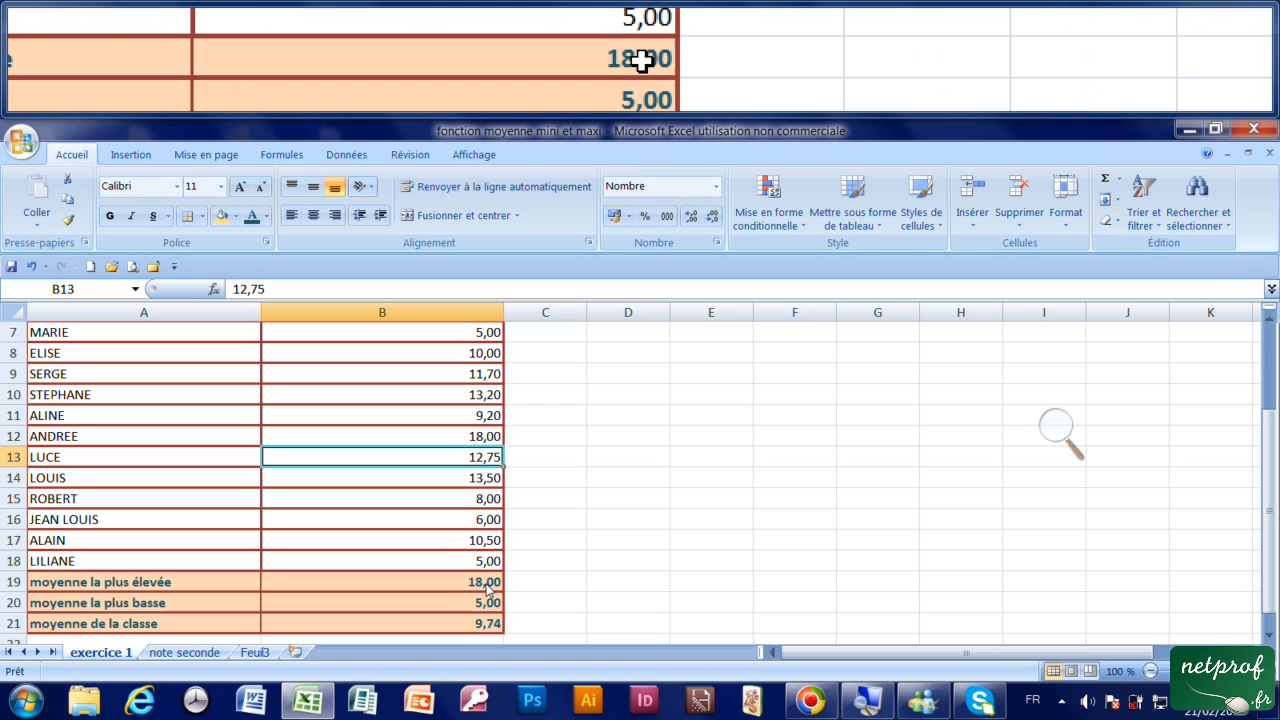 5,00
e 18,00
5,00
fonction moyenne mini et maxi - Microsoft Excel utilisation non commerciale
Accueil Insertion Mise en page Formules Données Révision Affichage
Coller Calibri 11 Renvoyer à la ligne automatiquement Nombre
G I S A Fusionner et centrer % 000
Mise en forme conditionnelle Mettre sous forme de tableau Styles de cellules Insérer Supprimer Format Σ Trier et filtrer Rechercher et sélectionner
Presse-papiers Police Alignement Nombre Style Cellules Édition
B13 fx 12,75
A B C D E F G H I J K
7 MARIE 5,00
8 ELISE 10,00
9 SERGE 11,70
10 STEPHANE 13,20
11 ALINE 9,20
12 ANDREE 18,00
13 LUCE 12,75
14 LOUIS 13,50
15 ROBERT 8,00
16 JEAN LOUIS 6,00
17 ALAIN 10,50
18 LILIANE 5,00
19 moyenne la plus élevée 18,00
20 moyenne la plus basse 5,00
21 moyenne de la classe 9,74
exercice 1 note seconde Feuil3
Prêt 100 %
netprof.fr
Ps Ai ID FR